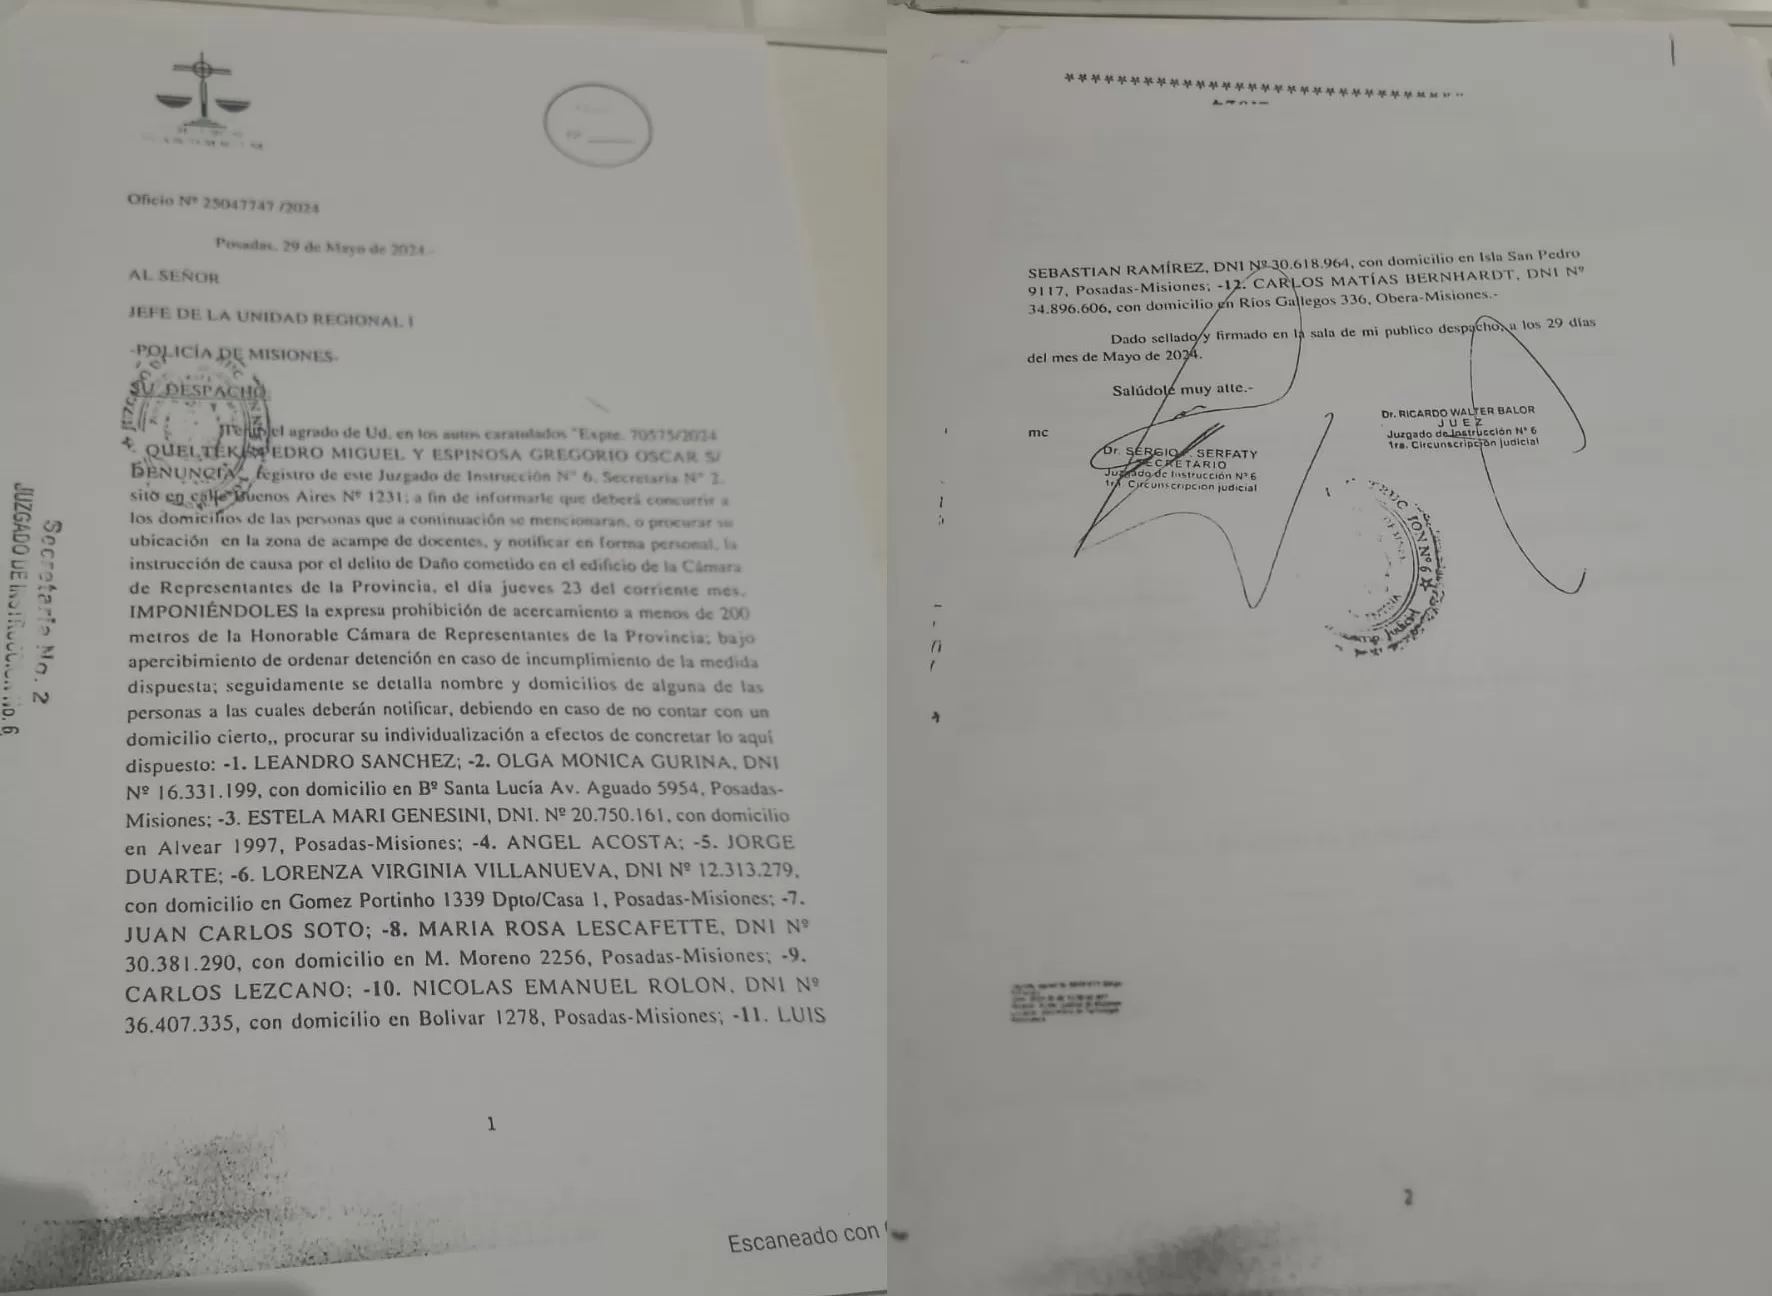 Oficio Nº 25047747 /2024
Posadas, 29 de Mayo de 2024.-
AL SEÑOR
JEFE DE LA UNIDAD REGIONAL I
-POLICÍA DE MISIONES-
SU DESPACHO
el agrado de Ud. en los autos caratulados "Expte. 70575/2024
PEDRO MIGUEL Y ESPINOSA GREGORIO OSCAR S/
DENUNCIA, registro de este Juzgado de Instrucción Nº 6, Secretaria Nº 2,
sito en calle Buenos Aires Nº 1231; a fin de informarle que deberá concurrir a
los domicilios de las personas que a continuación se mencionaran, o procurar su
ubicación en la zona de acampe de docentes, y notificar en forma personal, la
instrucción de causa por el delito de Daño cometido en el edificio de la Cámara
de Representantes de la Provincia, el día jueves 23 del corriente mes,
IMPONIÉNDOLES la expresa prohibición de acercamiento a menos de 200
metros de la Honorable Cámara de Representantes de la Provincia; bajo
apercibimiento de ordenar detención en caso de incumplimiento de la medida
dispuesta; seguidamente se detalla nombre y domicilios de alguna de las
personas a las cuales deberán notificar, debiendo en caso de no contar con un
domicilio cierto,, procurar su individualización a efectos de concretar lo aquí
dispuesto: -1. LEANDRO SANCHEZ; -2. OLGA MONICA GURINA, DNI
Nº 16.331.199, con domicilio en Bº Santa Lucía Av. Aguado 5954, Posadas-
Misiones; -3. ESTELA MARI GENESINI, DNI. Nº 20.750.161, con domicilio
en Alvear 1997, Posadas-Misiones; -4. ANGEL ACOSTA; -5. JORGE
DUARTE; -6. LORENZA VIRGINIA VILLANUEVA, DNI Nº 12.313.279,
con domicilio en Gomez Portinho 1339 Dpto/Casa 1, Posadas-Misiones; -7.
JUAN CARLOS SOTO; -8. MARIA ROSA LESCAFETTE, DNI Nº
30.381.290, con domicilio en M. Moreno 2256, Posadas-Misiones; -9.
CARLOS LEZCANO; -10. NICOLAS EMANUEL ROLON, DNI Nº
36.407.335, con domicilio en Bolivar 1278, Posadas-Misiones; -11. LUIS
1
Secretaría No. 2
JUZGADO DE No. 6
Escaneado con
SEBASTIAN RAMÍREZ, DNI Nº 30.618.964, con domicilio en Isla San Pedro
9117, Posadas-Misiones; -12. CARLOS MATÍAS BERNHARDT, DNI Nº
34.896.606, con domicilio en Ríos Gallegos 336, Obera-Misiones.-
Dado sellado y firmado en la sala de mi publico despacho, a los 29 días
del mes de Mayo de 2024.
Salúdole muy atte.-
mc
Dr. SERGIO SERFATY
SECRETARIO
Juzgado de Instrucción Nº 6
1ra. Circunscripción judicial
Dr. RICARDO WALTER BALOR
JUEZ
Juzgado de Instrucción Nº 6
1ra. Circunscripción Judicial
2